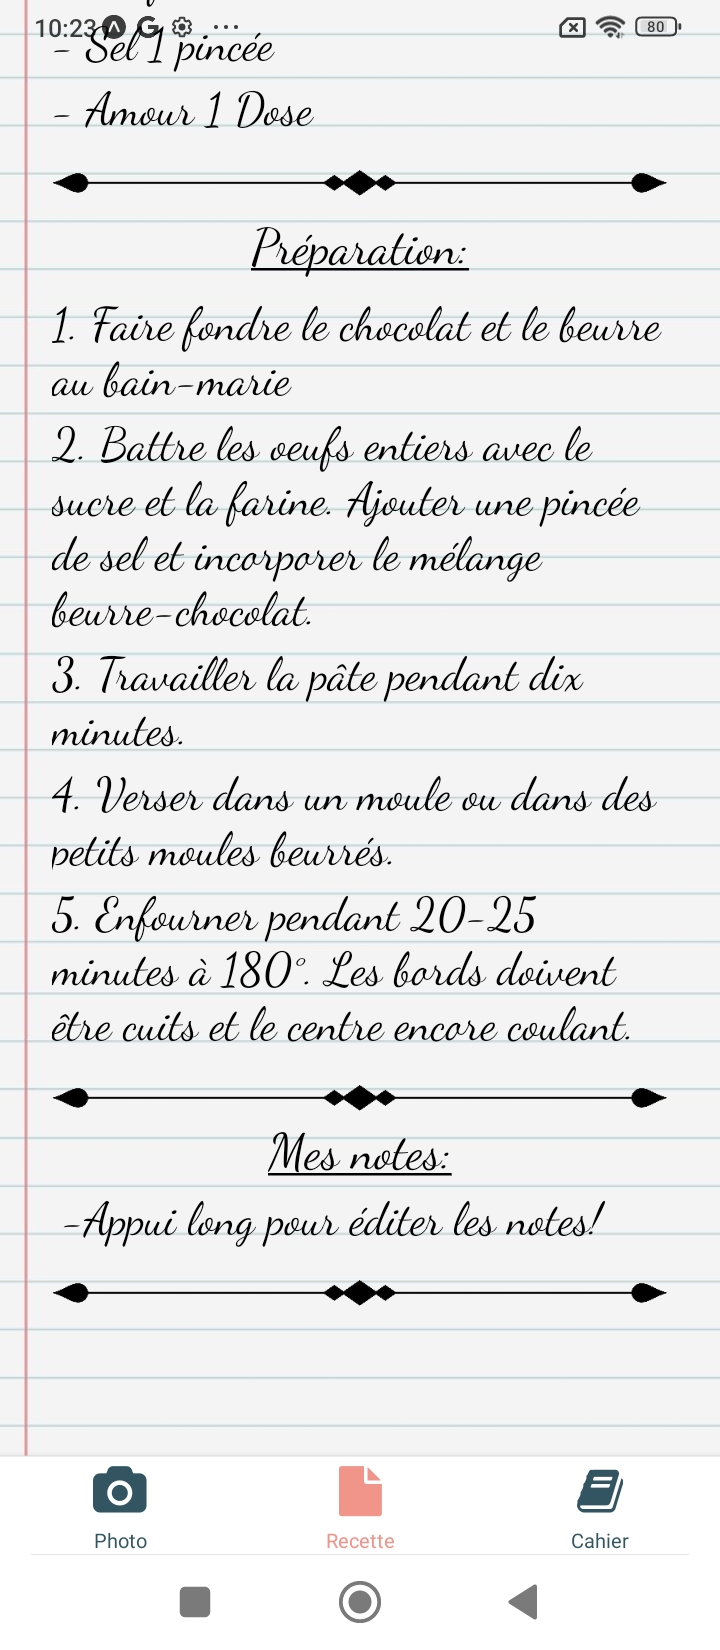 10:23
80
- Sel 1 pincée
- Amour 1 Dose
Préparation:
1. Faire fondre le chocolat et le beurre
au bain-marie
2. Battre les oeufs entiers avec le
sucre et la farine. Ajouter une pincée
de sel et incorporer le mélange
beurre-chocolat.
3. Travailler la pâte pendant dix
minutes.
4. Verser dans un moule ou dans des
petits moules beurrés.
5. Enfourner pendant 20-25
minutes à 180°. Les bords doivent
être cuits et le centre encore coulant.
Mes notes:
-Appui long pour éditer les notes!
Photo
Recette
Cahier